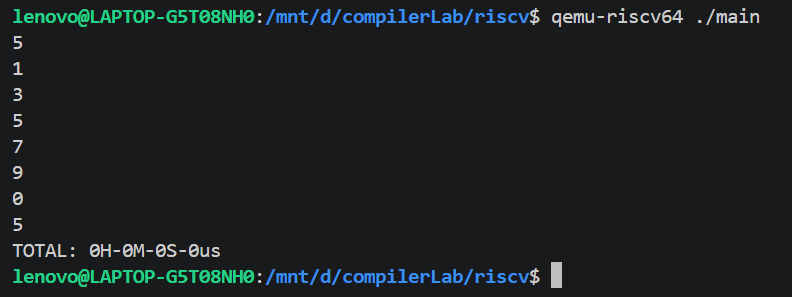 lenovo@LAPTOP-G5T08NH0:/mnt/d/compilerLab/riscv$ qemu-riscv64 ./main
5
1
3
5
7
9
0
5
TOTAL: 0H-0M-0S-0us
lenovo@LAPTOP-G5T08NH0:/mnt/d/compilerLab/riscv$